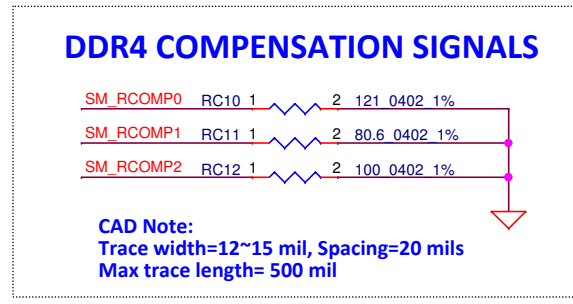 DDR4 COMPENSATION SIGNALS
SM_RCOMP0 RC10 1 2 121_0402_1%
SM_RCOMP1 RC11 1 2 80.6_0402_1%
SM_RCOMP2 RC12 1 2 100_0402_1%
CAD Note:
Trace width=12~15 mil, Spacing=20 mils
Max trace length= 500 mil